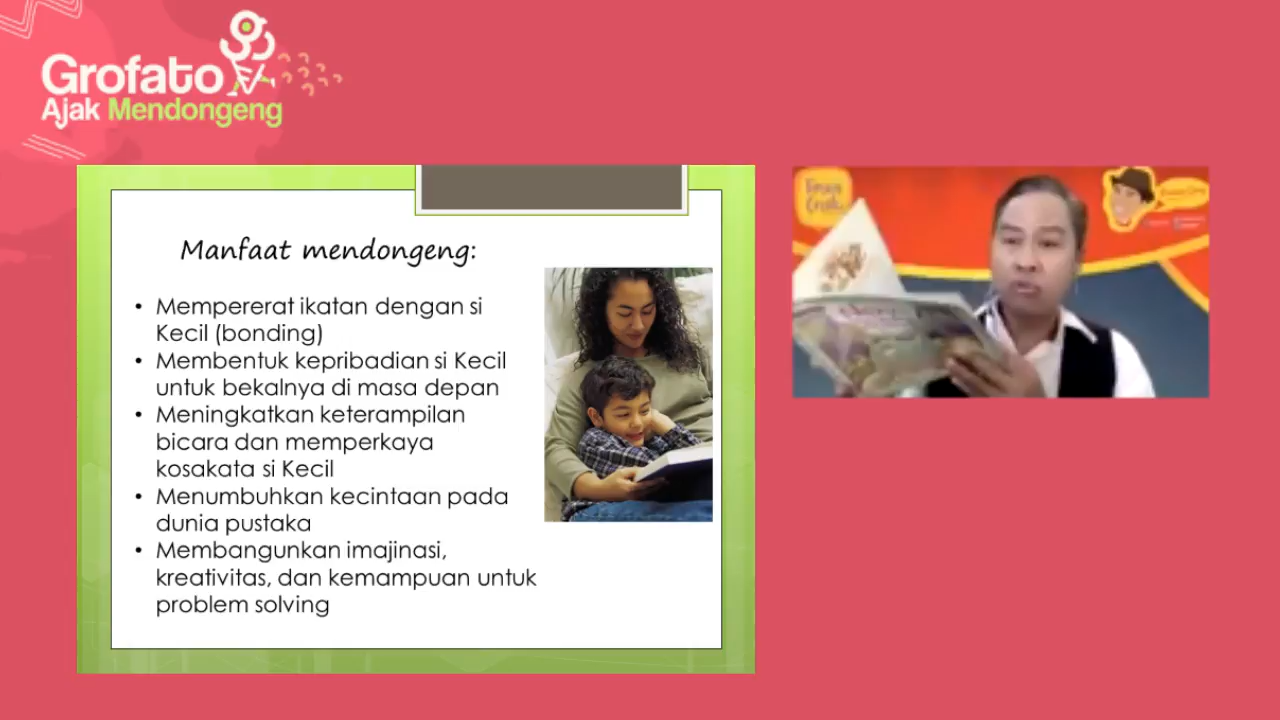 Grofato
Ajak Mendongeng
Manfaat mendongeng:
• Mempererat ikatan dengan si
Kecil (bonding)
• Membentuk kepribadian si Kecil
untuk bekalnya di masa depan
• Meningkatkan keterampilan
bicara dan memperkaya
kosakata si Kecil
• Menumbuhkan kecintaan pada
dunia pustaka
• Membangunkan imajinasi,
kreativitas, dan kemampuan untuk
problem solving